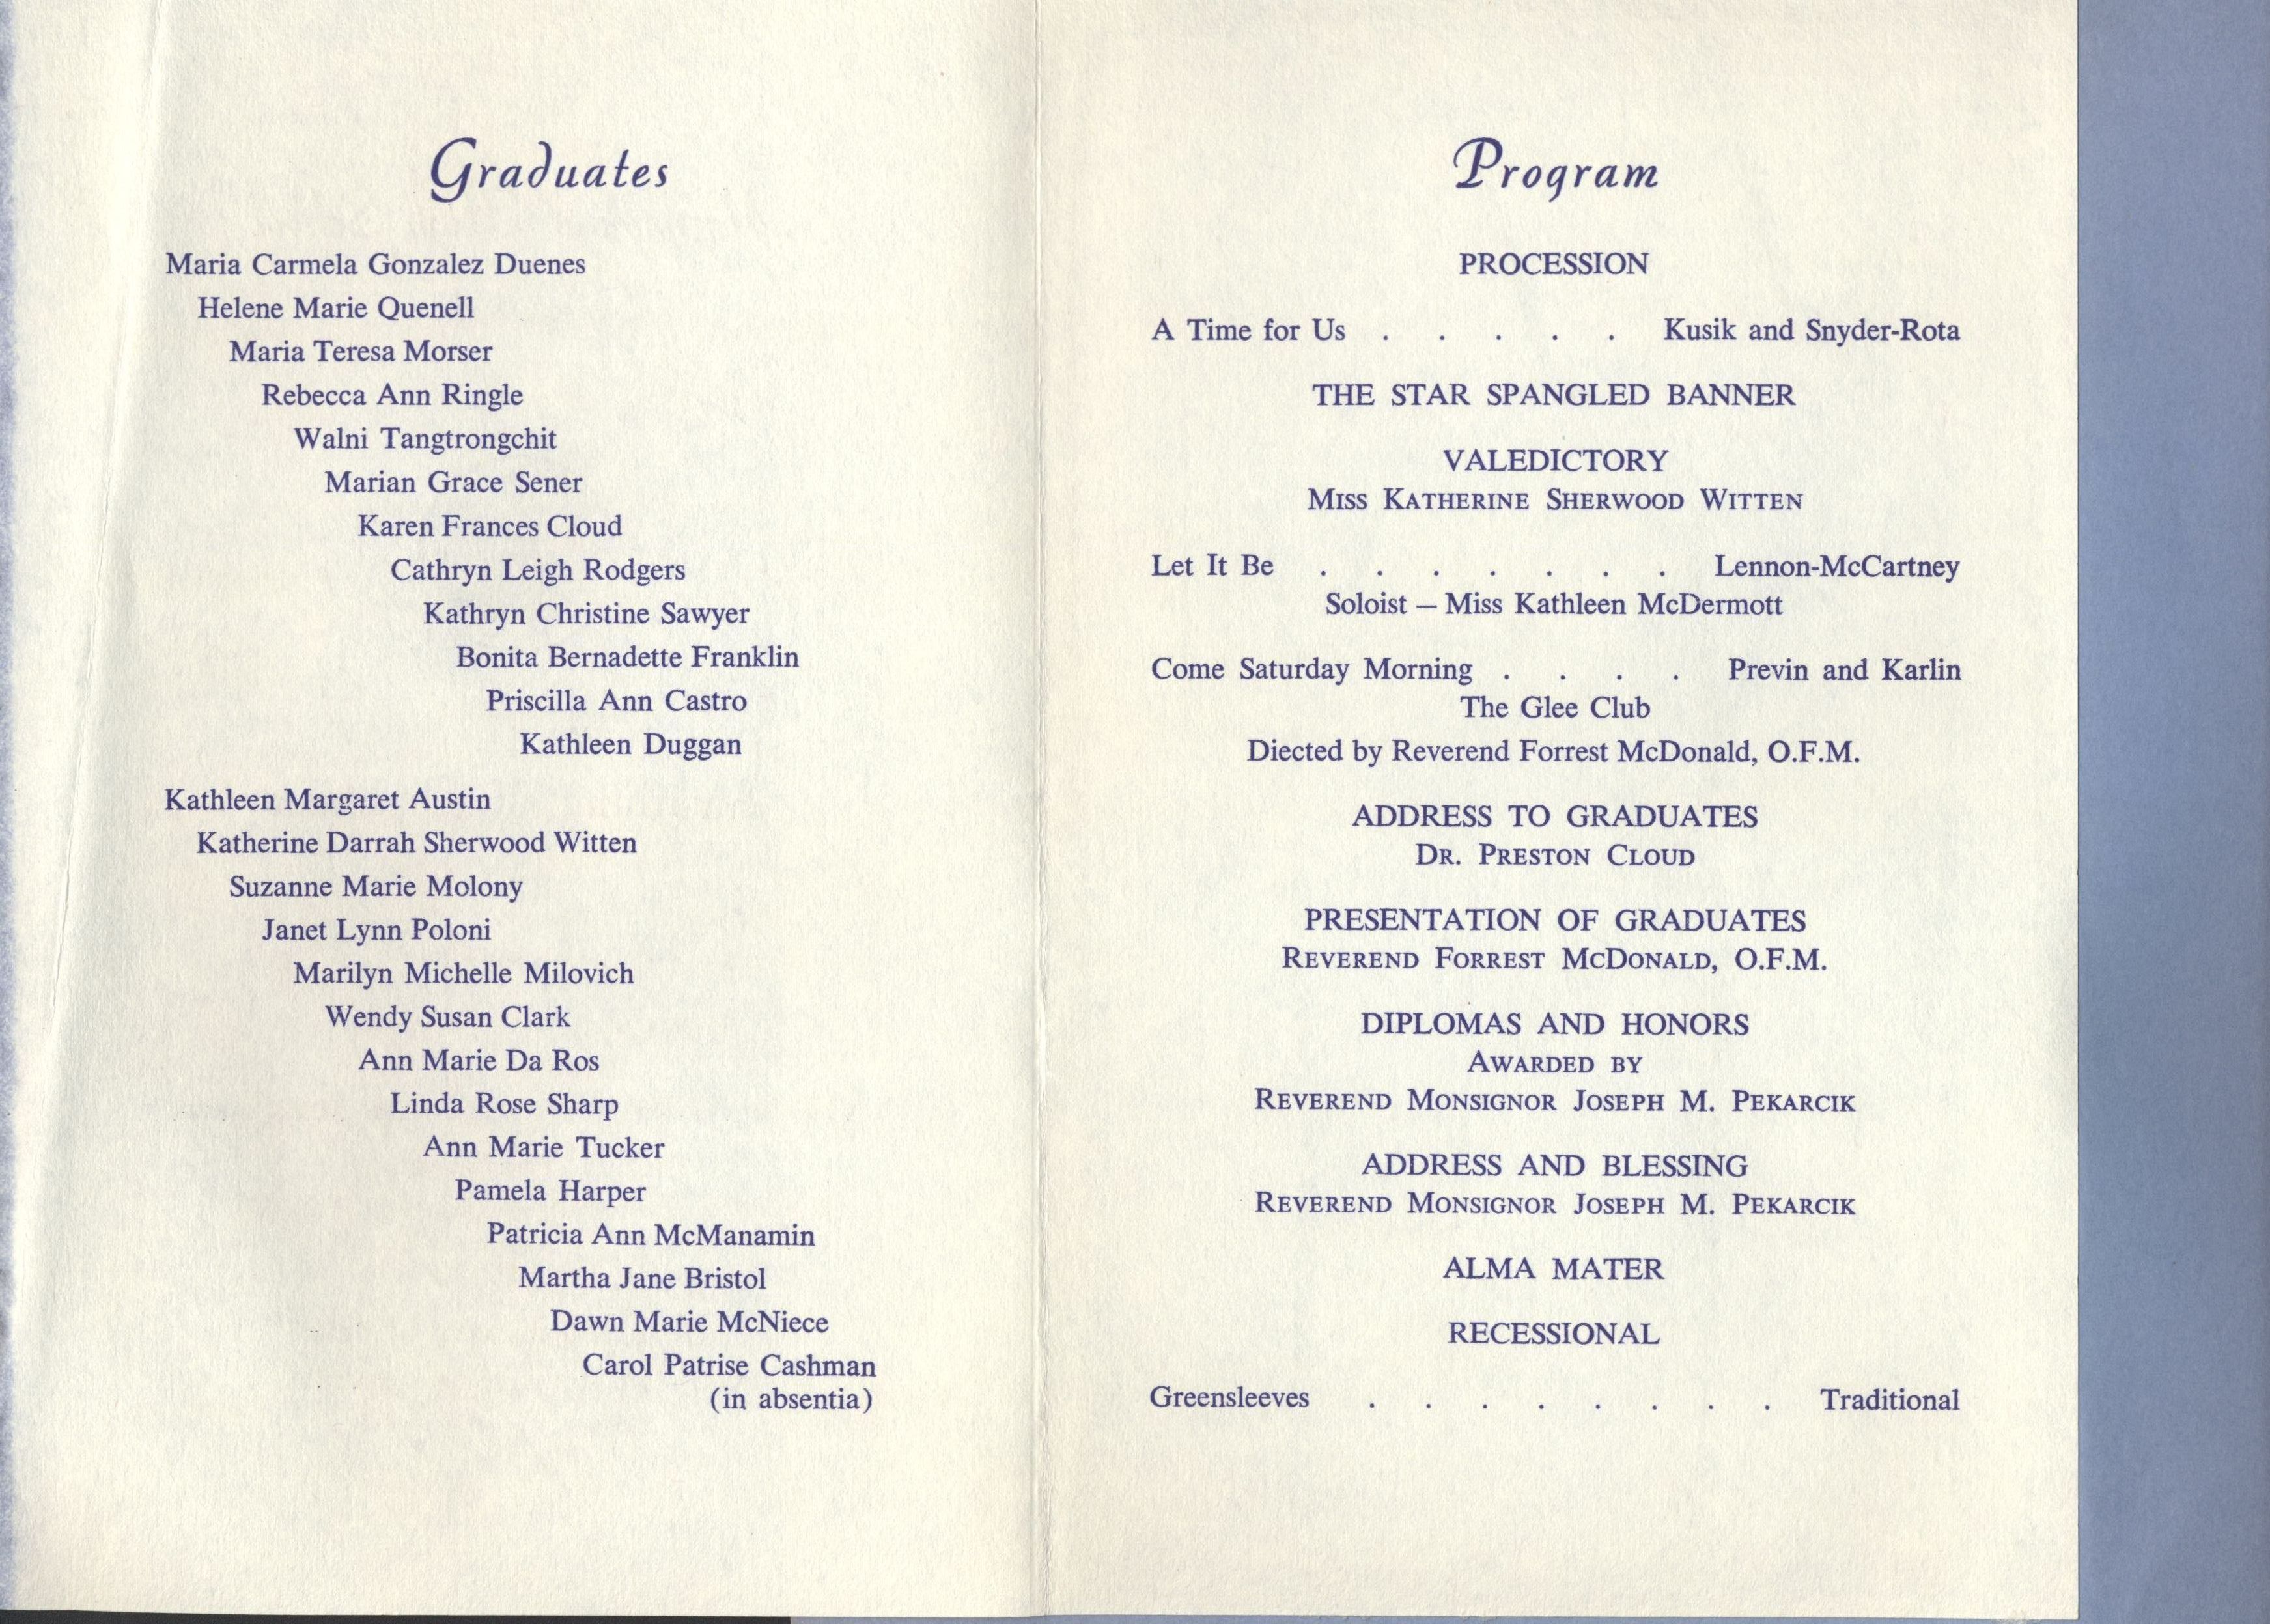 Graduates
Maria Carmela Gonzalez Duenes
Helene Marie Quenell
Maria Teresa Morser
Rebecca Ann Ringle
Walni Tangtrongchit
Marian Grace Sener
Karen Frances Cloud
Cathryn Leigh Rodgers
Kathryn Christine Sawyer
Bonita Bernadette Franklin
Priscilla Ann Castro
Kathleen Duggan
Kathleen Margaret Austin
Katherine Darrah Sherwood Witten
Suzanne Marie Molony
Janet Lynn Poloni
Marilyn Michelle Milovich
Wendy Susan Clark
Ann Marie Da Ros
Linda Rose Sharp
Ann Marie Tucker
Pamela Harper
Patricia Ann McManamin
Martha Jane Bristol
Dawn Marie McNiece
Carol Patrise Cashman
(in absentia)
Program
PROCESSION
A Time for Us . . . . . Kusik and Snyder-Rota
THE STAR SPANGLED BANNER
VALEDICTORY
MISS KATHERINE SHERWOOD WITTEN
Let It Be . . . . . . . Lennon-McCartney
Soloist – Miss Kathleen McDermott
Come Saturday Morning . . . . Previn and Karlin
The Glee Club
Diected by Reverend Forrest McDonald, O.F.M.
ADDRESS TO GRADUATES
DR. PRESTON CLOUD
PRESENTATION OF GRADUATES
REVEREND FORREST MCDONALD, O.F.M.
DIPLOMAS AND HONORS
AWARDED BY
REVEREND MONSIGNOR JOSEPH M. PEKARCIK
ADDRESS AND BLESSING
REVEREND MONSIGNOR JOSEPH M. PEKARCIK
ALMA MATER
RECESSIONAL
Greensleeves . . . . . . . . Traditional